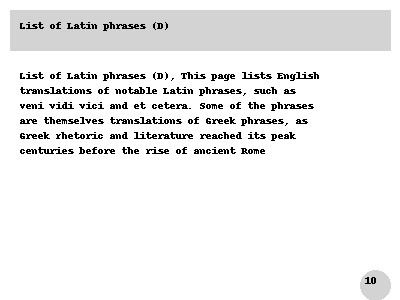 List of Latin phrases (D)
List of Latin phrases (D), This page lists English
translations of notable Latin phrases, such as
veni vidi vici and et cetera. Some of the phrases
are themselves translations of Greek phrases, as
Greek rhetoric and literature reached its peak
centuries before the rise of ancient Rome
10